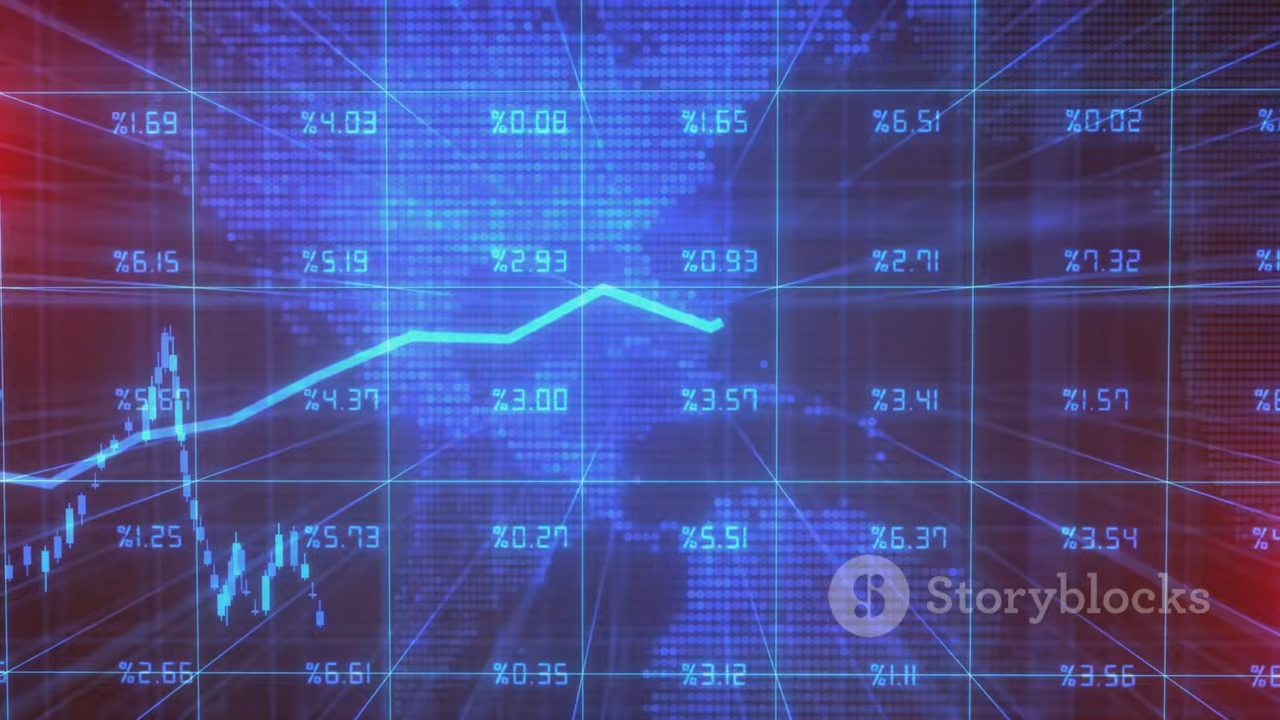 %1.69 %4.03 %0.08 %1.65 %6.51 %0.02
%6.15 %5.19 %2.93 %0.93 %2.71 %7.32
%5.67 %4.37 %3.00 %3.57 %3.41 %1.57
%1.25 %5.73 %0.27 %5.51 %6.37 %3.54
Storyblocks
%2.66 %6.61 %0.35 %3.12 %1.11 %3.56